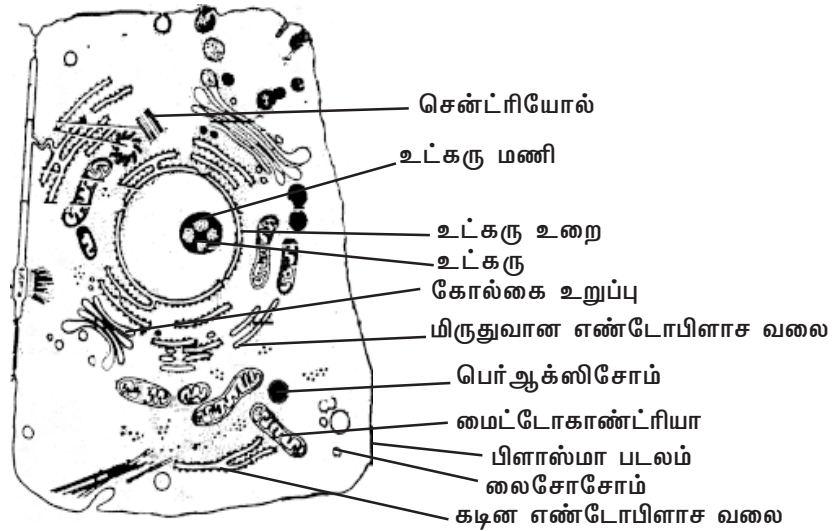 சென்ட்ரியோல்
உட்கரு மணி
உட்கரு உறை
உட்கரு
கோல்கை உறுப்பு
மிருதுவான எண்டோபிளாச வலை
பெர்ஆக்ஸிசோம்
மைட்டோகாண்ட்ரியா
பிளாஸ்மா படலம்
லைசோசோம்
கடின எண்டோபிளாச வலை